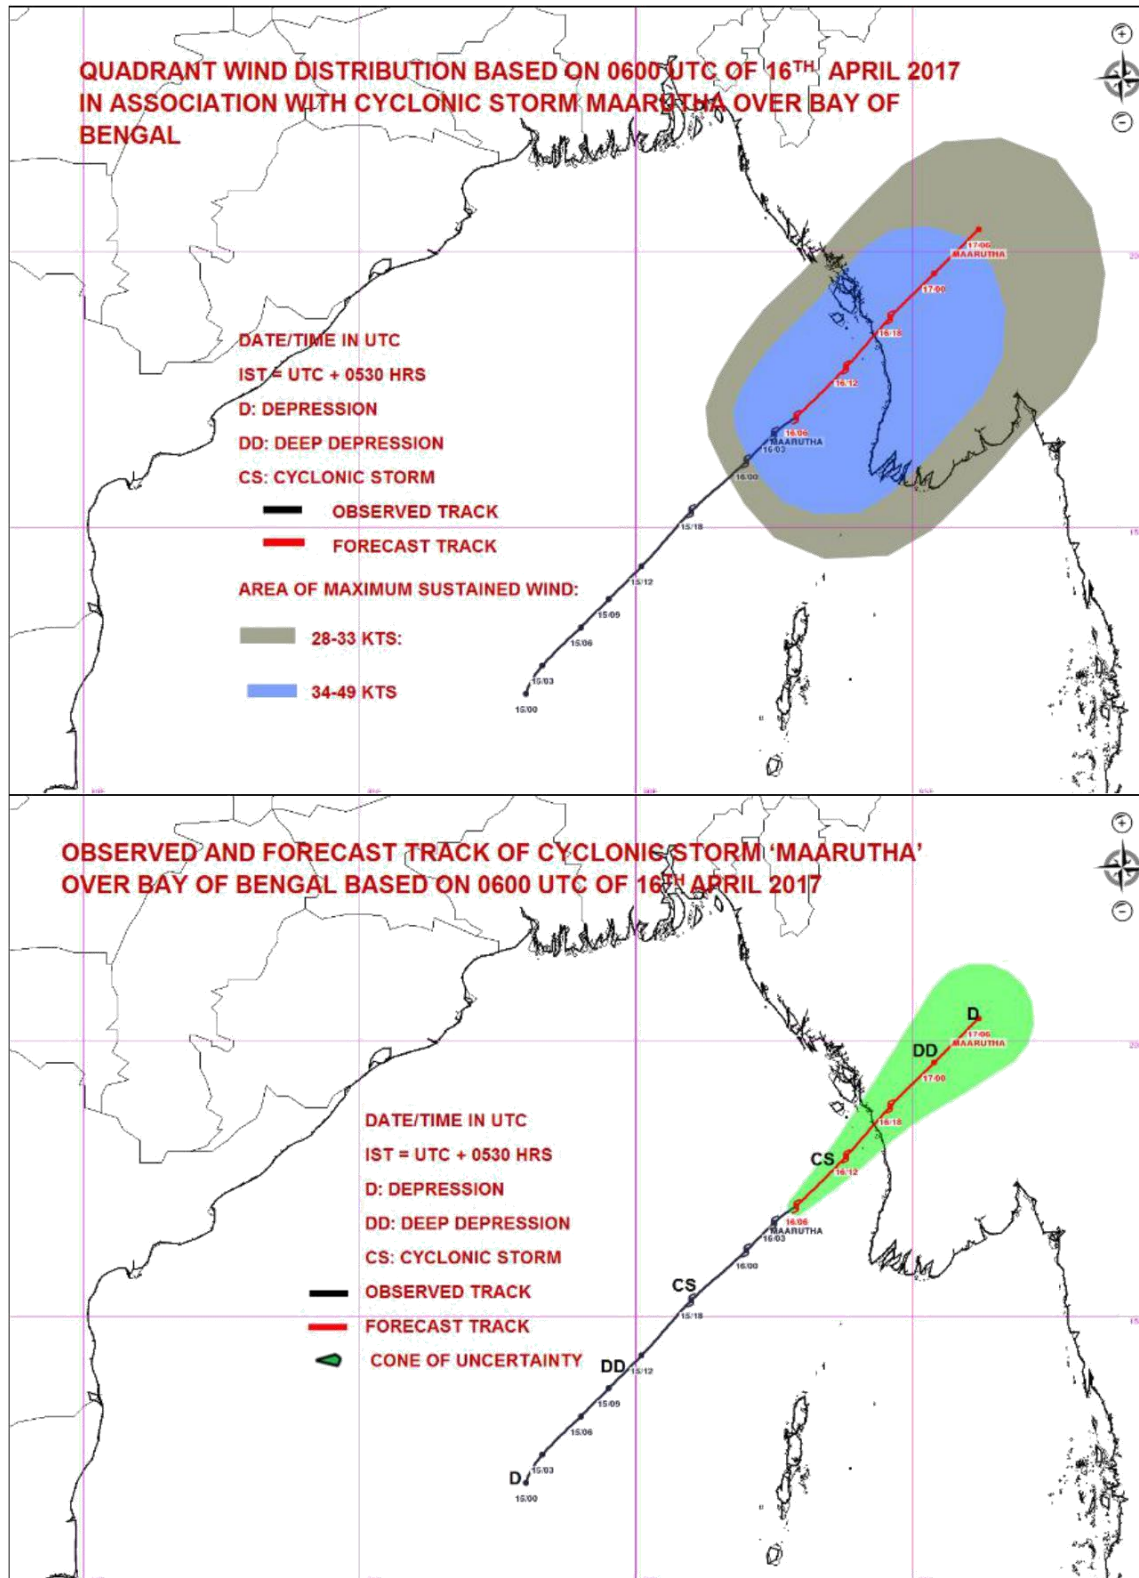 QUADRANT WIND DISTRIBUTION BASED ON 0600 UTC OF 16TH APRIL 2017
IN ASSOCIATION WITH CYCLONIC STORM MAARUTHA OVER BAY OF
BENGAL
17/06
MAARUTHA
20
17/00
16/18
16/12
16/06
MAARUTHA
16/03
16/00
15/18
15/12
15/09
15/06
15/03
15/00
DATE/TIME IN UTC
IST = UTC + 0530 HRS
D: DEPRESSION
DD: DEEP DEPRESSION
CS: CYCLONIC STORM
OBSERVED TRACK
FORECAST TRACK
AREA OF MAXIMUM SUSTAINED WIND:
28-33 KTS:
34-49 KTS
OBSERVED AND FORECAST TRACK OF CYCLONIC STORM ‘MAARUTHA’
OVER BAY OF BENGAL BASED ON 0600 UTC OF 16TH APRIL 2017
D
17/06
MAARUTHA
20
DD
17/00
16/18
CS
16/12
16/06
MAARUTHA
16/03
16/00
CS
15/18
DD
15/12
15/09
15/06
15/03
D
15/00
DATE/TIME IN UTC
IST = UTC + 0530 HRS
D: DEPRESSION
DD: DEEP DEPRESSION
CS: CYCLONIC STORM
OBSERVED TRACK
FORECAST TRACK
CONE OF UNCERTAINTY